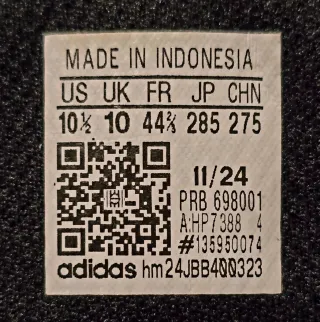 MADE IN INDONESIA
US UK FR JP CHN
10½ 10 44⅔ 285 275
11/24
PRB 698001
A:HP7388 4
#135950074
adidas hm24JBB400323